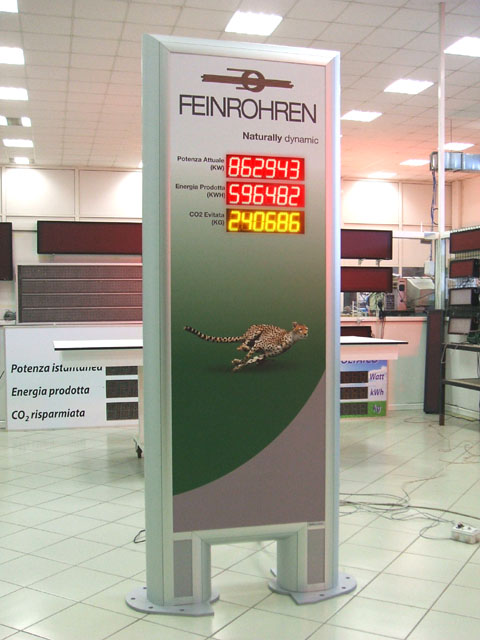 FEINROHREN
Naturally dynamic
Potenza Attuale
(KW)
862943
Energia Prodotta
(KWH)
596482
CO2 Evitata
(KG)
240686
Potenza istantanea
Energia prodotta
CO2 risparmiata
Watt
kWh